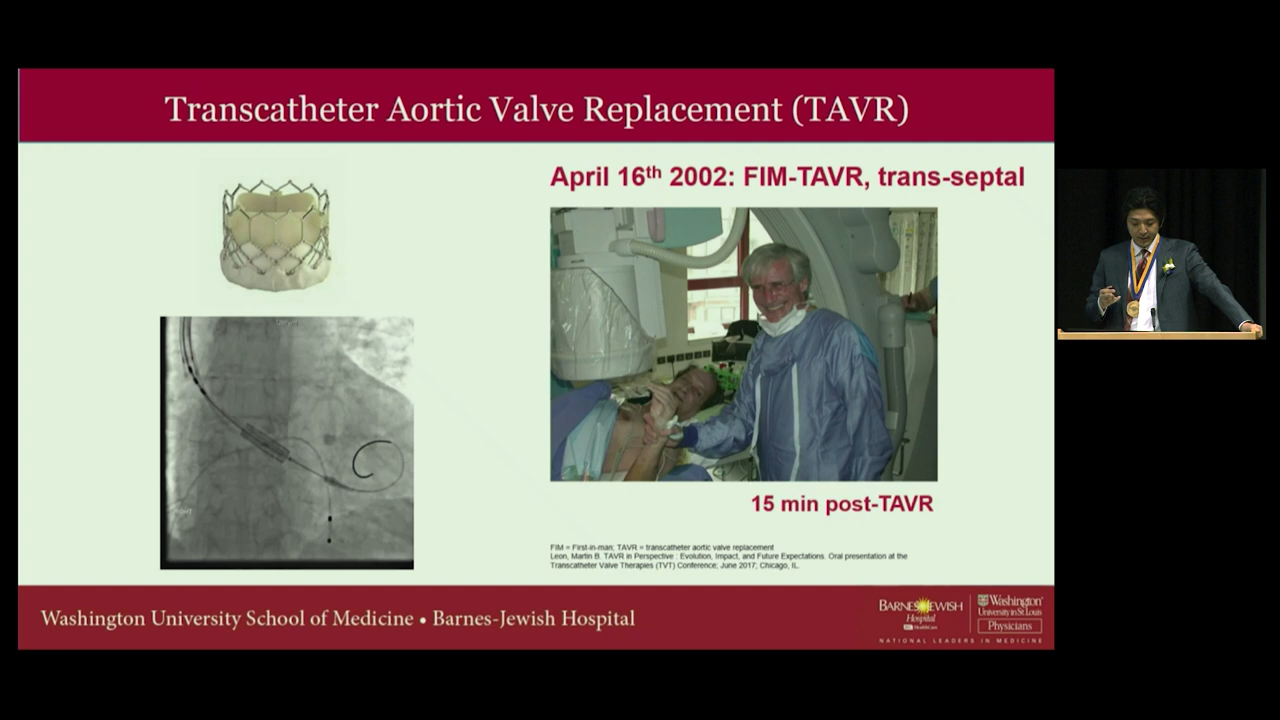 Transcatheter Aortic Valve Replacement (TAVR)
April 16th 2002: FIM-TAVR, trans-septal
15 min post-TAVR
FIM = First-in-man; TAVR = transcatheter aortic valve replacement
Leon, Martin B. TAVR in Perspective : Evolution, Impact, and Future Expectations. Oral presentation at the
Transcatheter Valve Therapies (TVT) Conference; June 2017; Chicago, IL.
Washington University School of Medicine • Barnes-Jewish Hospital
BARNES JEWISH
Hospital
BJC HealthCare
Washington
University in St. Louis
Physicians
NATIONAL LEADERS IN MEDICINE